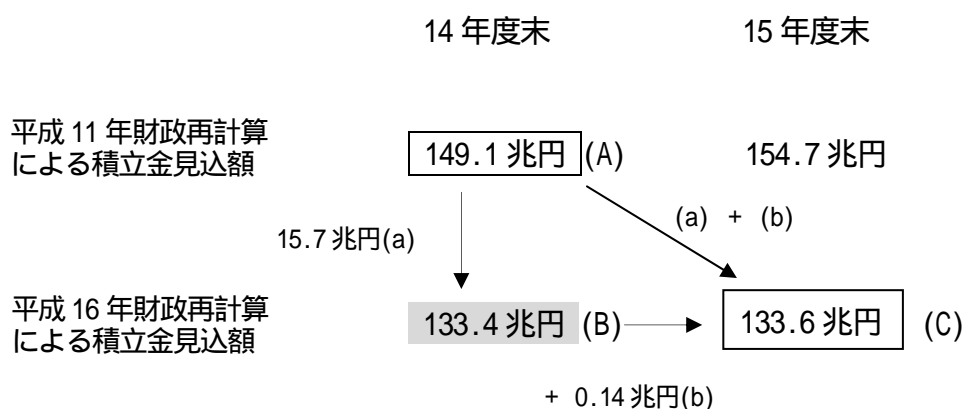 14 年度末 15 年度末
平成 11 年財政再計算
による積立金見込額
149.1 兆円 (A) 154.7 兆円
15.7 兆円(a)
(a) + (b)
平成 16 年財政再計算
による積立金見込額
133.4 兆円 (B) 133.6 兆円 (C)
+ 0.14 兆円(b)